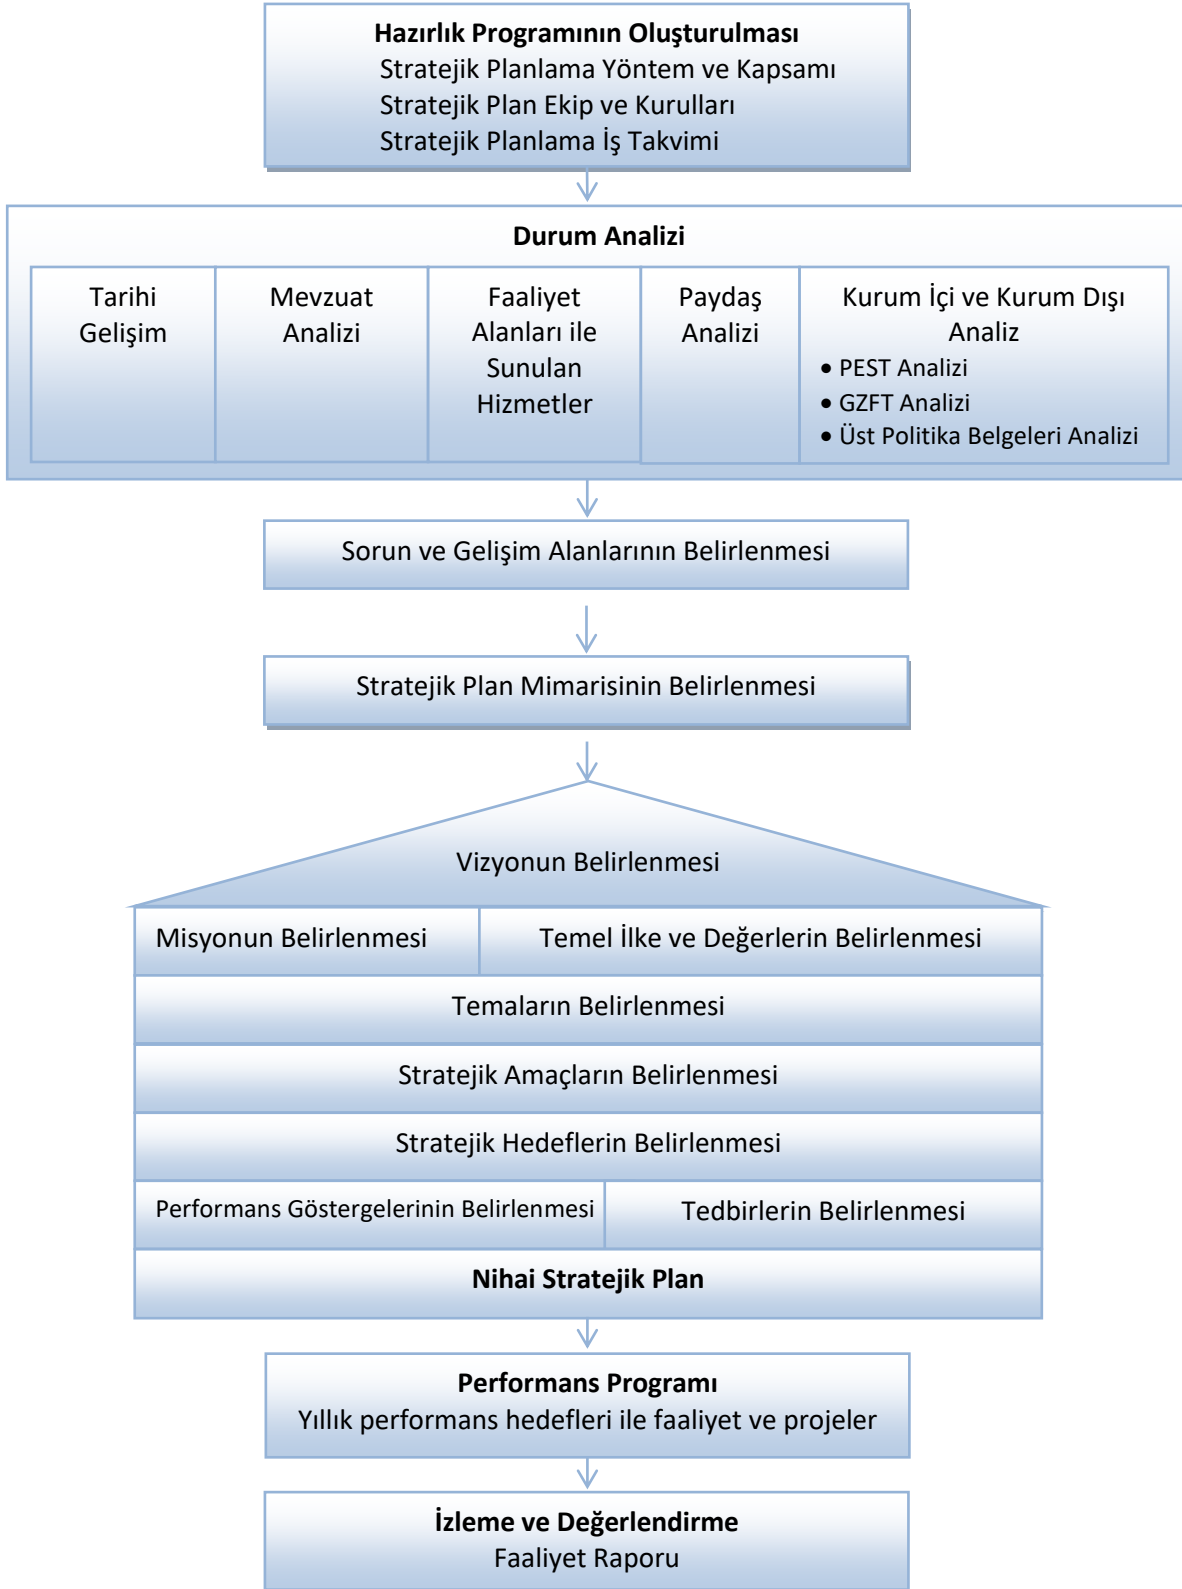 Hazırlık Programının Oluşturulması
Stratejik Planlama Yöntem ve Kapsamı
Stratejik Plan Ekip ve Kurulları
Stratejik Planlama İş Takvimi
Durum Analizi
Tarihi
Gelişim
Mevzuat
Analizi
Faaliyet
Alanları ile
Sunulan
Hizmetler
Paydaş
Analizi
Kurum İçi ve Kurum Dışı
Analiz
• PEST Analizi
• GZFT Analizi
• Üst Politika Belgeleri Analizi
Sorun ve Gelişim Alanlarının Belirlenmesi
Stratejik Plan Mimarisinin Belirlenmesi
Vizyonun Belirlenmesi
Misyonun Belirlenmesi
Temel İlke ve Değerlerin Belirlenmesi
Temaların Belirlenmesi
Stratejik Amaçların Belirlenmesi
Stratejik Hedeflerin Belirlenmesi
Performans Göstergelerinin Belirlenmesi
Tedbirlerin Belirlenmesi
Nihai Stratejik Plan
Performans Programı
Yıllık performans hedefleri ile faaliyet ve projeler
İzleme ve Değerlendirme
Faaliyet Raporu